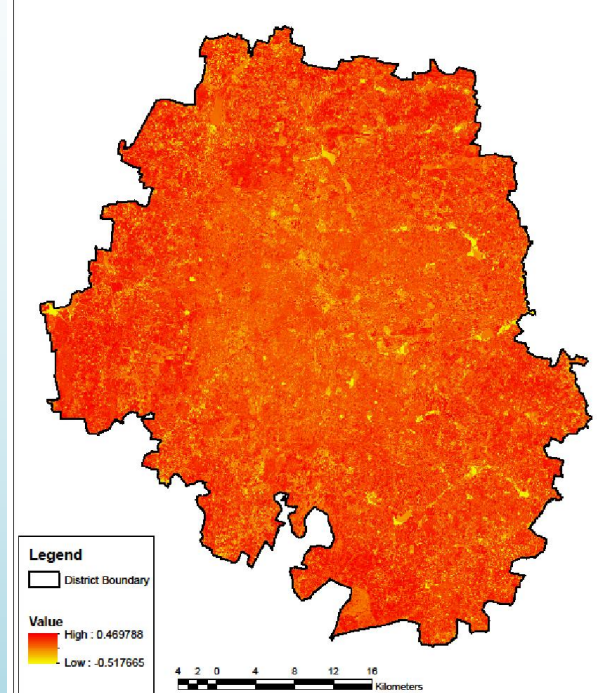 Legend
District Boundary
Value
High : 0.469788
Low : -0.517665
4 2 0 4 8 12 16
Kilometers